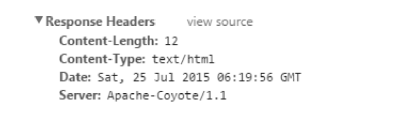 ▼Response Headers view source
Content-Length: 12
Content-Type: text/html
Date: Sat, 25 Jul 2015 06:19:56 GMT
Server: Apache-Coyote/1.1